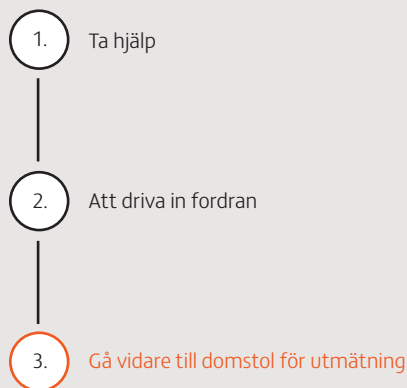 1. Ta hjälp
2. Att driva in fordran
3. Gå vidare till domstol för utmätning